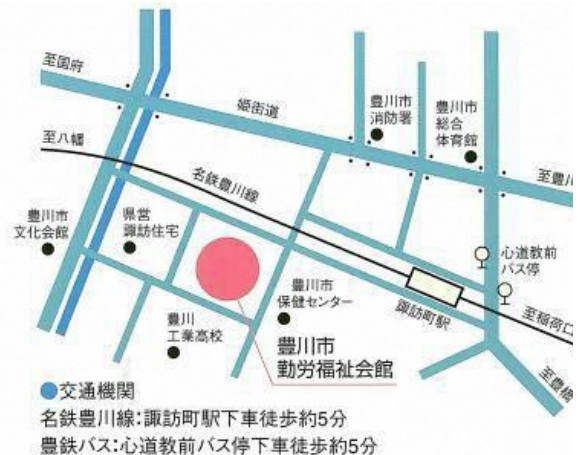 至国府
姫街道
豊川市
消防署
豊川市
総合
体育館
至八幡
名鉄豊川線
至豊川
豊川市
文化会館
県営
諏訪住宅
心道教前
バス停
豊川市
保健センター
諏訪町駅
至稲荷口
豊川
工業高校
豊川市
勤労福祉会館
至豊橋
●交通機関
名鉄豊川線:諏訪町駅下車徒歩約5分
豊鉄バス:心道教前バス停下車徒歩約5分